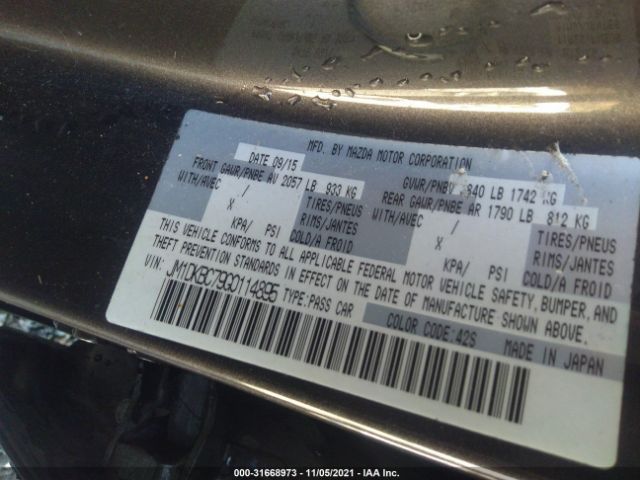 MFD. BY MAZDA MOTOR CORPORATION
DATE 09/15
FRONT GAWR/PNBE AV 2057 LB 933 KG
WITH/AVEC / TIRES/PNEUS
X RIMS/JANTES
KPA/ PSI COLD/A FROID
GVWR/PNBV 3840 LB 1742 KG
REAR GAWR/PNBE AR 1790 LB 812 KG
WITH/AVEC / TIRES/PNEUS
X RIMS/JANTES
KPA/ PSI COLD/A FROID
THIS VEHICLE CONFORMS TO ALL APPLICABLE FEDERAL MOTOR VEHICLE SAFETY, BUMPER, AND
THEFT PREVENTION STANDARDS IN EFFECT ON THE DATE OF MANUFACTURE SHOWN ABOVE.
VIN: JM1DKBC79G0114895 TYPE: PASS CAR
COLOR CODE: 42S MADE IN JAPAN
000-31668973 - 11/05/2021 - IAA Inc.